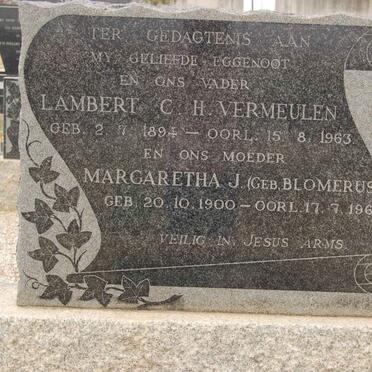 TER GEDAGTENIS AAN
MY GELIEFDE EGGENOOT
EN ONS VADER
LAMBERT C. H. VERMEULEN
GEB. 2. 7. 1894 — OORL. 15. 8. 1963.
EN ONS MOEDER
MARGARETHA J. (GEB. BLOMERUS
GEB. 20. 10. 1900 — OORL. 17. 7. 196
VEILIG IN JESUS ARMS.